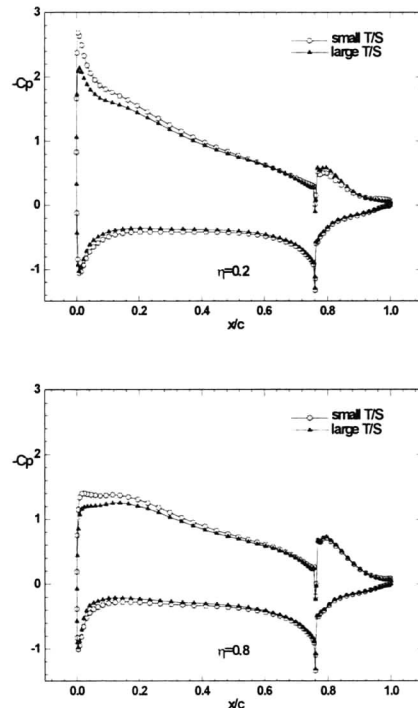 3
small T/S
large T/S
2
-Cp
1
0
-1
η=0.2
0.0 0.2 0.4 0.6 0.8 1.0
x/c
3
small T/S
large T/S
2
-Cp
1
0
-1
η=0.8
0.0 0.2 0.4 0.6 0.8 1.0
x/c